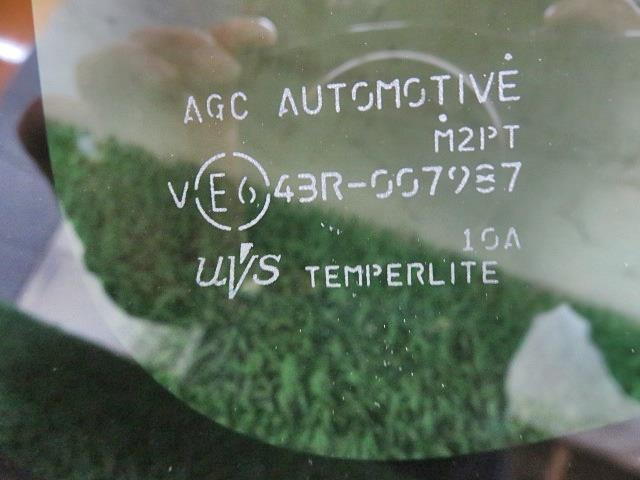 AGC AUTOMOTIVE
M2PT
V E6 43R-007987
10A
UVS TEMPERLITE